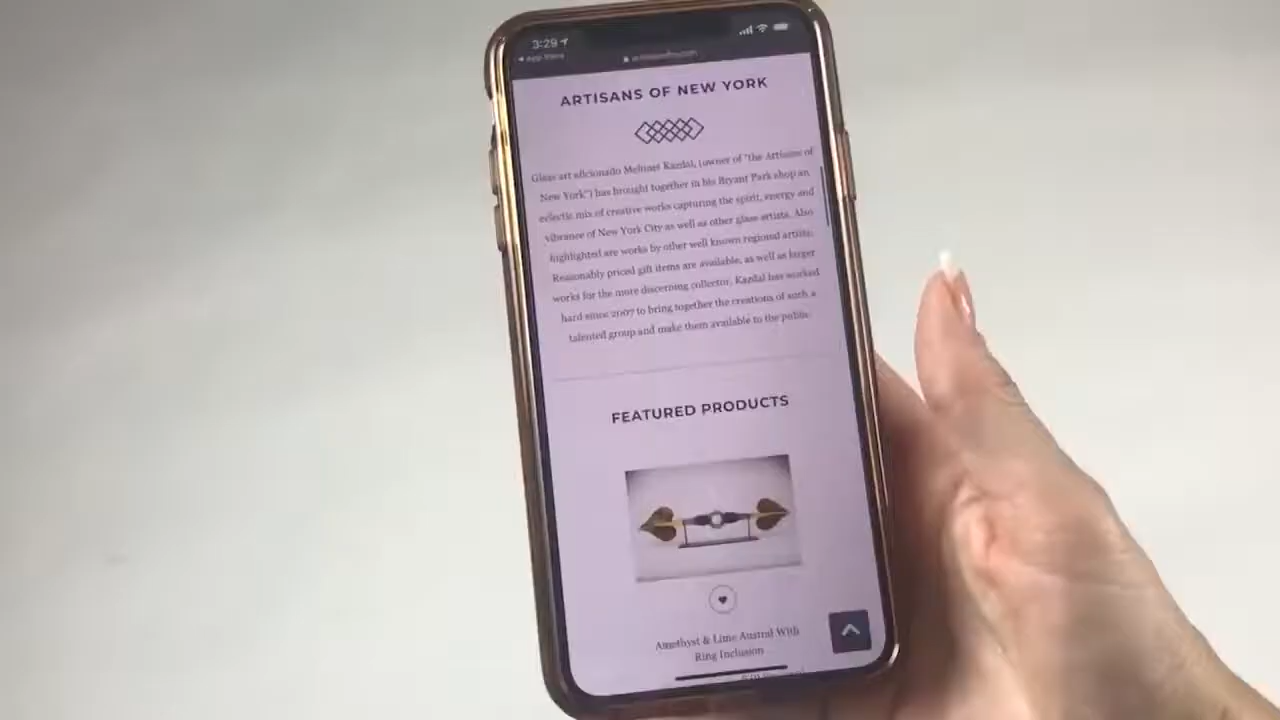 3:29
App Store
ARTISANS OF NEW YORK
Glass art aficionado Mehmet Kazdal, (owner of "the Artisans of
New York") has brought together in his Bryant Park shop an
eclectic mix of creative works capturing the spirit, energy and
vibrance of New York City as well as other glass artists. Also
highlighted are works by other well known regional artists.
Reasonably priced gift items are available, as well as larger
works for the more discerning collector. Kazdal has worked
hard since 2007 to bring together the creations of such a
talented group and make them available to the public.
FEATURED PRODUCTS
Amethyst & Lime Austral With
Ring Inclusion